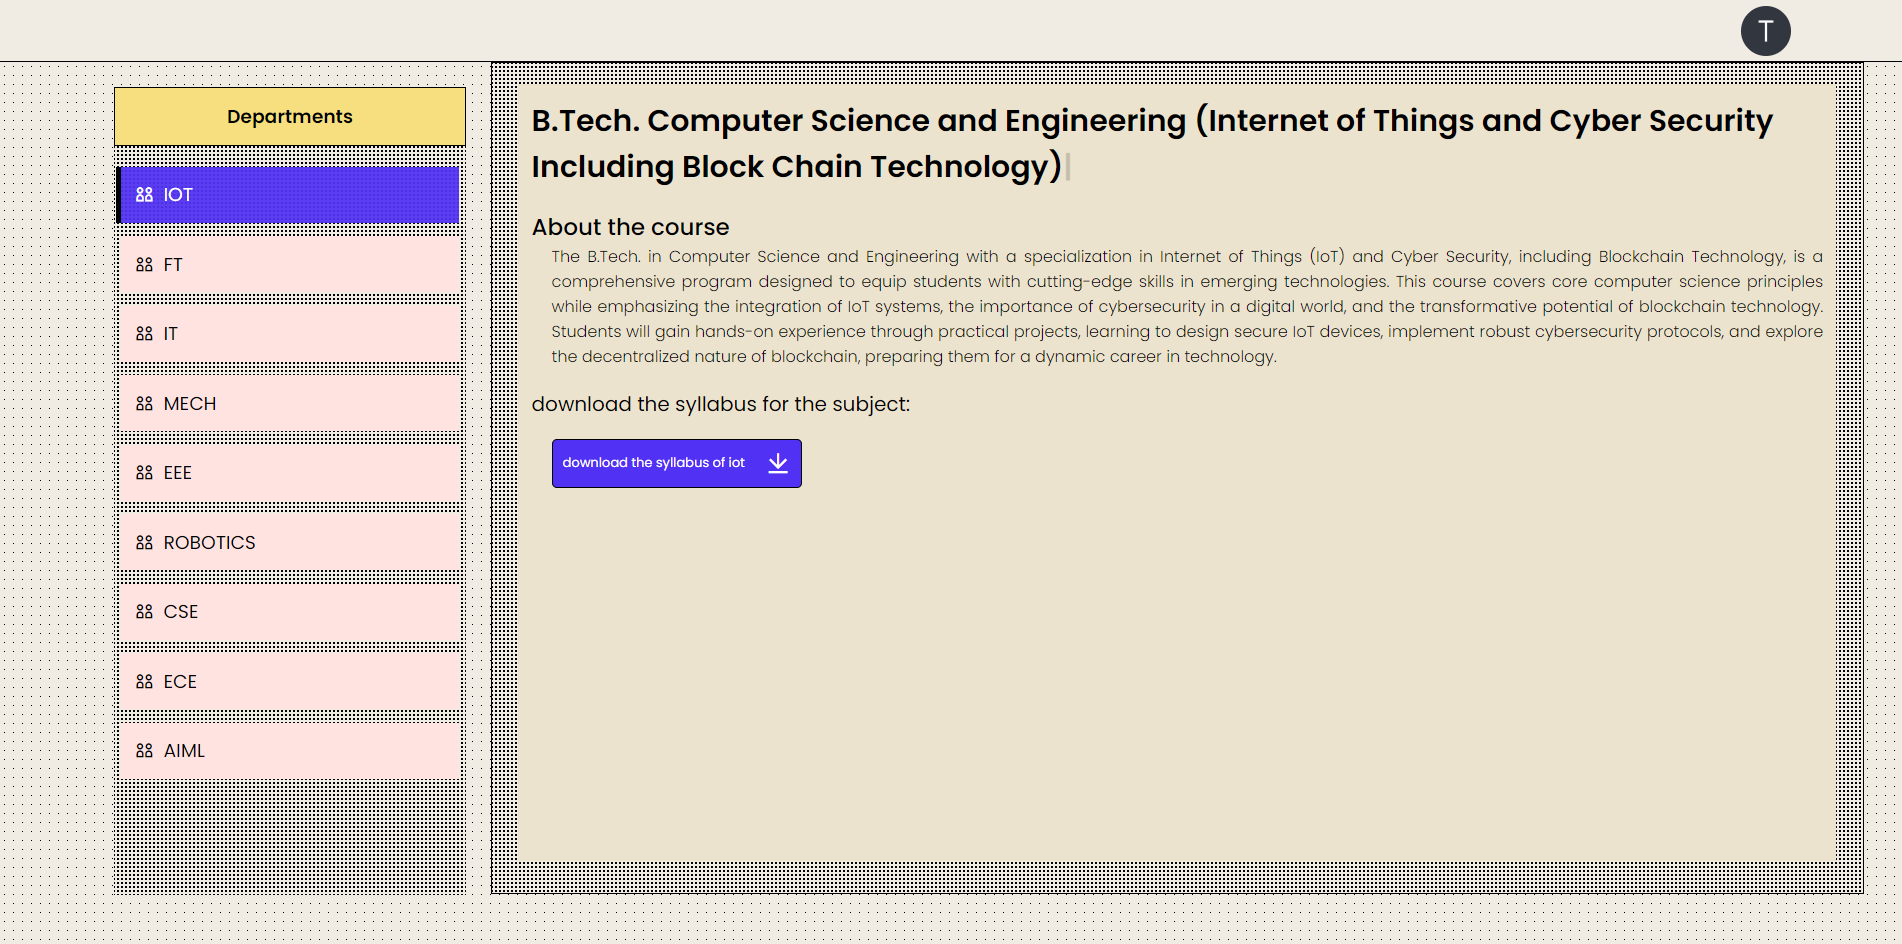 T
Departments
IOT
FT
IT
MECH
EEE
ROBOTICS
CSE
ECE
AIML
B.Tech. Computer Science and Engineering (Internet of Things and Cyber Security
Including Block Chain Technology)
About the course
The B.Tech. in Computer Science and Engineering with a specialization in Internet of Things (IoT) and Cyber Security, including Blockchain Technology, is a
comprehensive program designed to equip students with cutting-edge skills in emerging technologies. This course covers core computer science principles
while emphasizing the integration of IoT systems, the importance of cybersecurity in a digital world, and the transformative potential of blockchain technology.
Students will gain hands-on experience through practical projects, learning to design secure IoT devices, implement robust cybersecurity protocols, and explore
the decentralized nature of blockchain, preparing them for a dynamic career in technology.
download the syllabus for the subject:
download the syllabus of iot